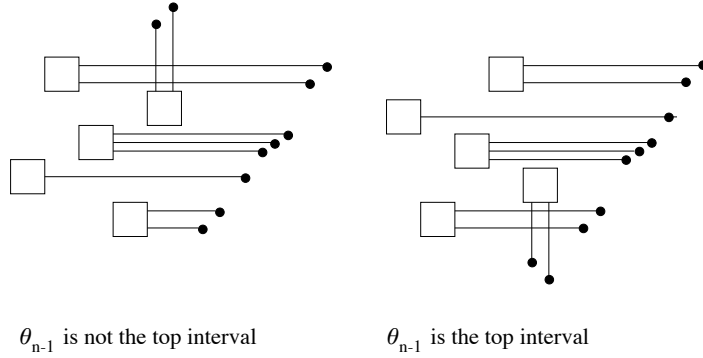 θₙ₋₁ is not the top interval
θₙ₋₁ is the top interval